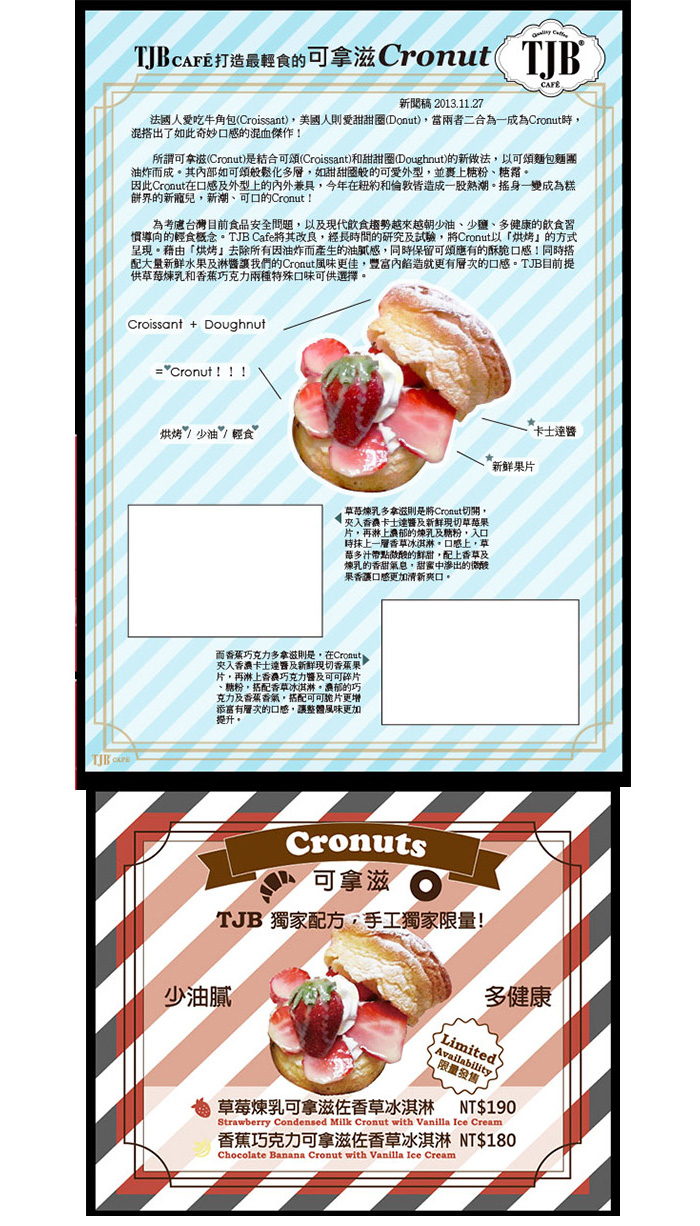 TJB CAFÉ 打造最輕食的 可拿滋 Cronut
Quality Coffee
TJB®
CAFÉ
新聞稿 2013.11.27
法國人愛吃牛角包(Croissant)，美國人則愛甜甜圈(Donut)，當兩者二合為一成為Cronut時，
混搭出了如此奇妙口感的混血傑作！
所謂可拿滋(Cronut)是結合可頌(Croissant)和甜甜圈(Doughnut)的新做法，以可頌麵包麵團
油炸而成。其內部如可頌般鬆化多層，如甜甜圈般的可愛外型，並裹上糖粉、糖霜。
因此Cronut在口感及外型上的內外兼具，今年在紐約和倫敦皆造成一股熱潮。搖身一變成為糕
餅界的新寵兒，新潮、可口的Cronut！
為考慮台灣目前食品安全問題，以及現代飲食趨勢越來越朝少油、少鹽、多健康的飲食習
慣導向的輕食概念。TJB Cafe將其改良，經長時間的研究及試驗，將Cronut以「烘烤」的方式
呈現。藉由「烘烤」去除所有因油炸而產生的油膩感，同時保留可頌應有的酥脆口感！同時搭
配大量新鮮水果及淋醬讓我們的Cronut風味更佳，豐富內餡造就更有層次的口感。TJB目前提
供草莓煉乳和香蕉巧克力兩種特殊口味可供選擇。
Croissant + Doughnut
=♥Cronut！！！
烘烤♥/ 少油♥/ 輕食♥
★卡士達醬
★新鮮果片
草莓煉乳多拿滋則是將Cronut切開，
夾入香濃卡士達醬及新鮮現切草莓果
片，再淋上濃郁的煉乳及糖粉，入口
時抹上一層香草冰淇淋。口感上，草
莓多汁帶點微酸的鮮甜，配上香草及
煉乳的香甜氣息，甜蜜中滲出的微酸
果香讓口感更加清新爽口。
而香蕉巧克力多拿滋則是，在Cronut
夾入香濃卡士達醬及新鮮現切香蕉果
片，再淋上香濃巧克力醬及可可碎片
、糖粉，搭配香草冰淇淋。濃郁的巧
克力及香蕉香氣，搭配可可脆片更增
添富有層次的口感，讓整體風味更加
提升。
TJB CAFÉ
Cronuts
可拿滋
TJB 獨家配方，手工獨家限量!
少油膩
多健康
Limited
Availability
限量發售
草莓煉乳可拿滋佐香草冰淇淋 NT$190
Strawberry Condensed Milk Cronut with Vanilla Ice Cream
香蕉巧克力可拿滋佐香草冰淇淋 NT$180
Chocolate Banana Cronut with Vanilla Ice Cream